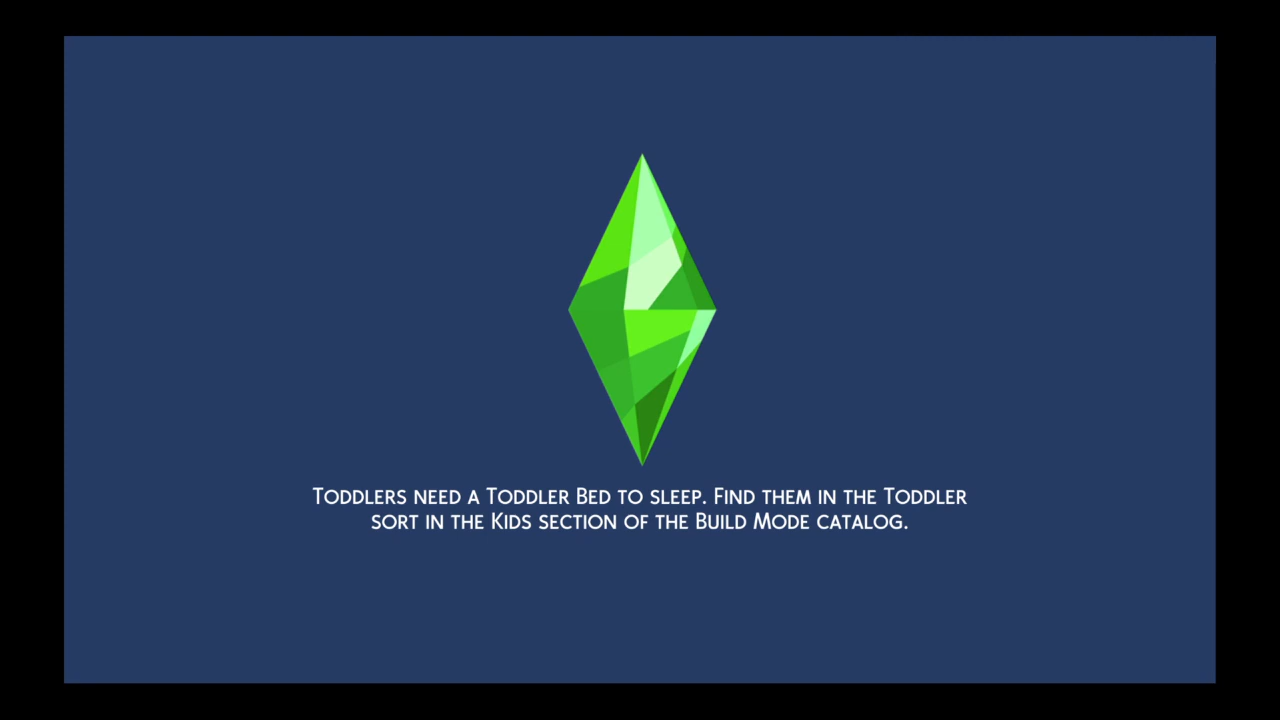 Toddlers need a Toddler Bed to sleep. Find them in the Toddler
sort in the Kids section of the Build Mode catalog.